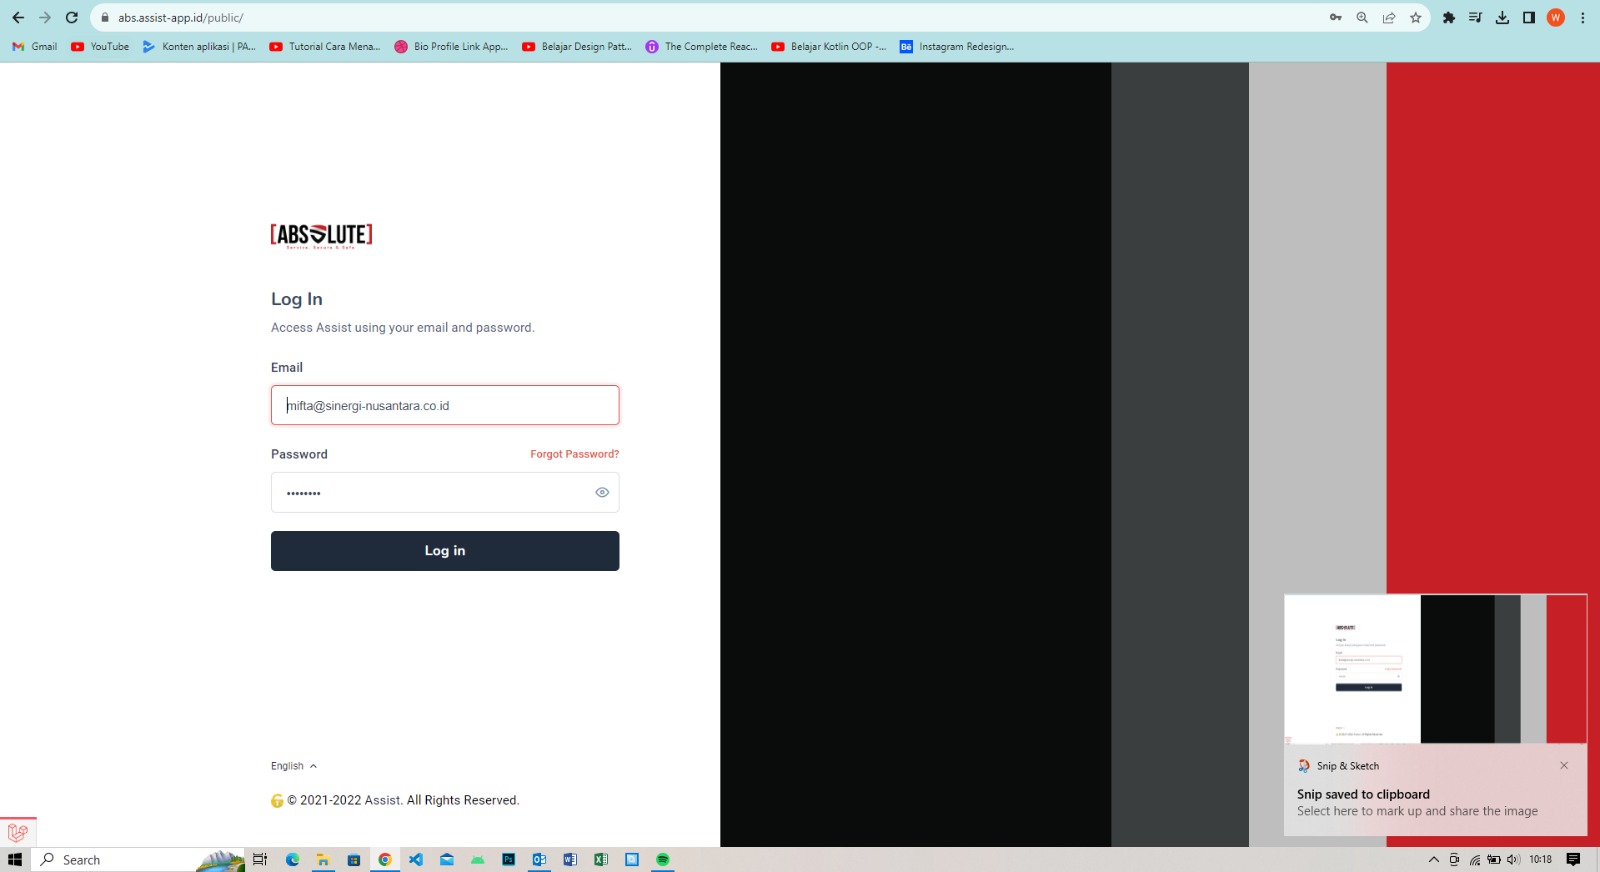 abs.assist-app.id/public/
W
Gmail
YouTube
Konten aplikasi | PA...
Tutorial Cara Mena...
Bio Profile Link App...
Belajar Design Patt...
The Complete Reac...
Belajar Kotlin OOP -...
Instagram Redesign...
[ABSOLUTE]
Service, Secure & Safe
Log In
Access Assist using your email and password.
Email
mifta@sinergi-nusantara.co.id
Password
Forgot Password?
••••••••
Log in
English
© 2021-2022 Assist. All Rights Reserved.
Snip & Sketch
Snip saved to clipboard
Select here to mark up and share the image
Search
10:18